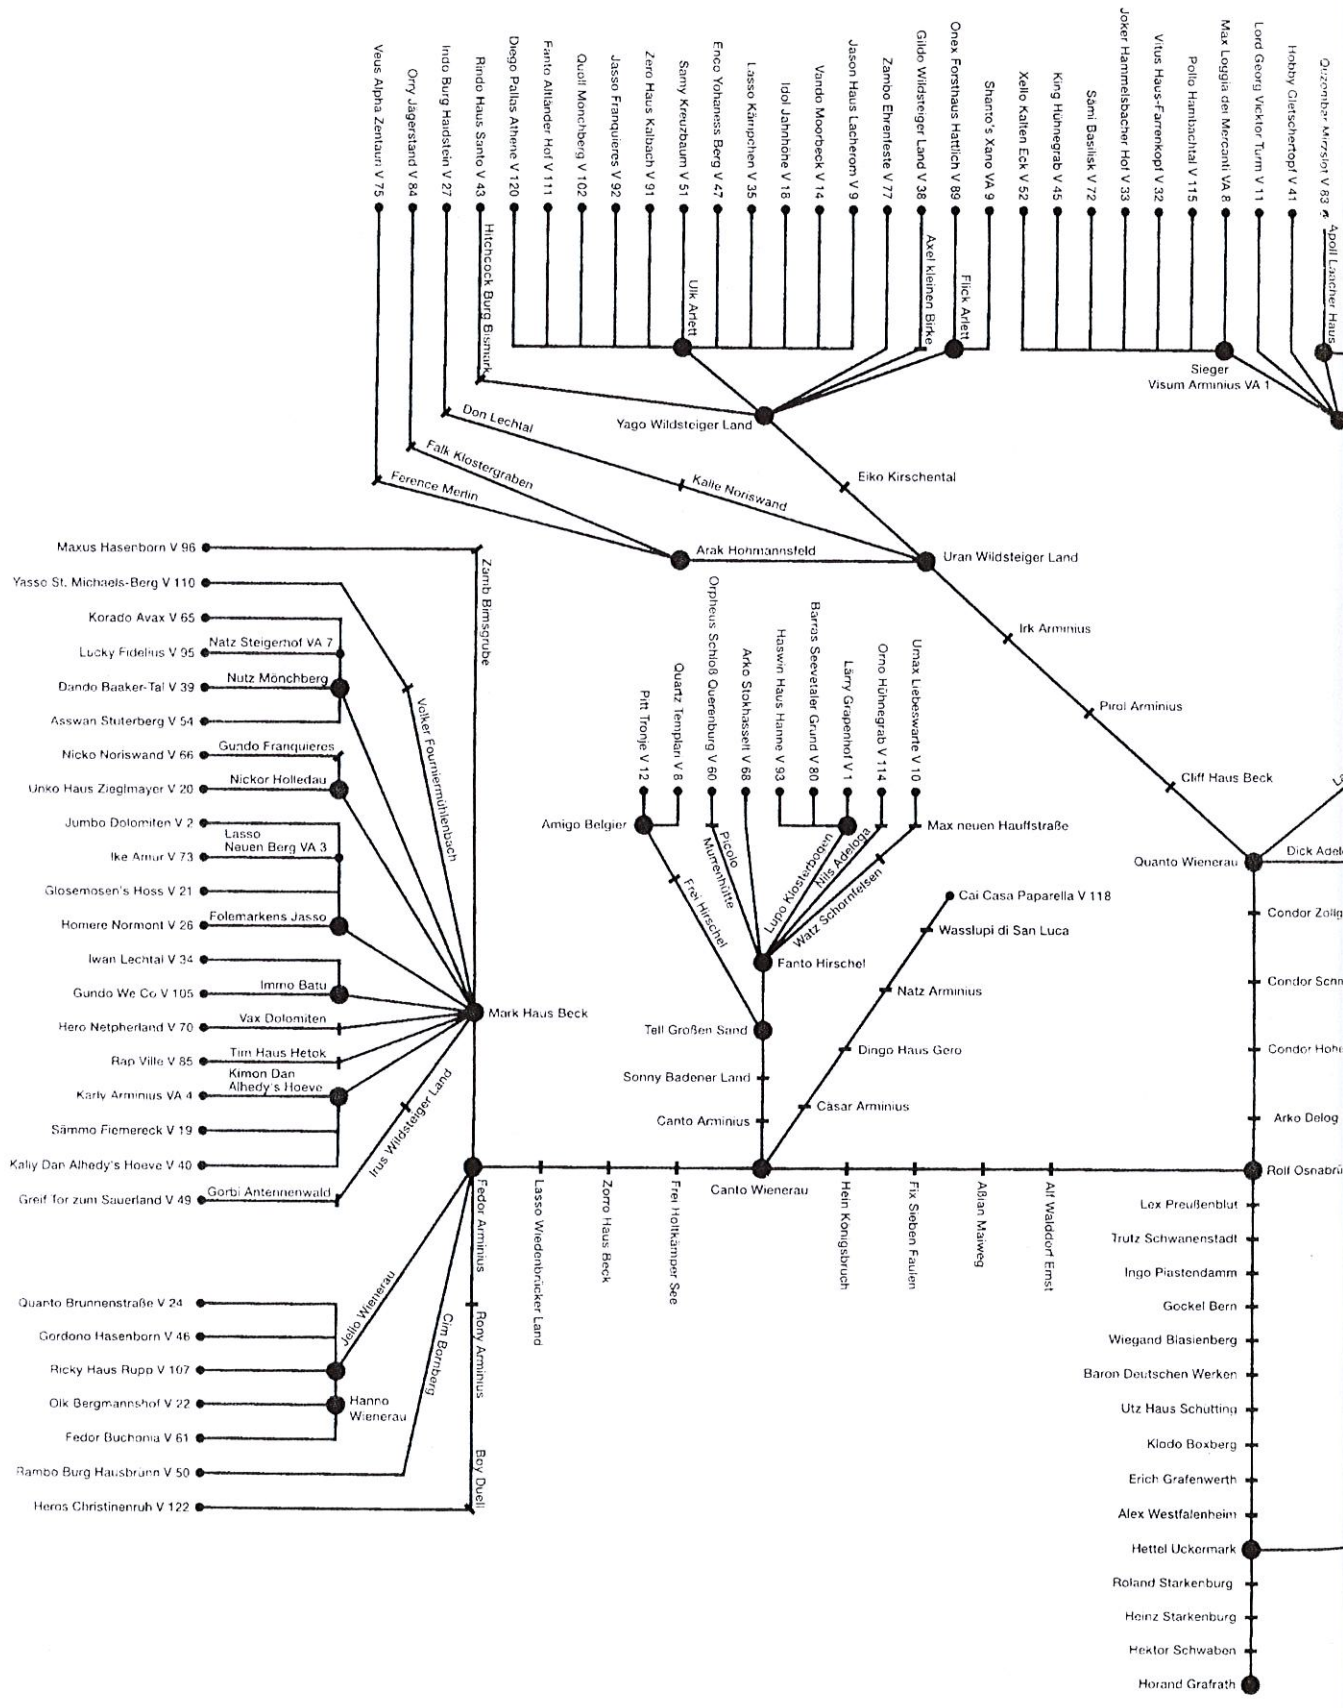 Veus Alpha Zentauri V 75
Orry Jägerstand V 84
Indo Burg Haidstein V 27
Rindo Haus Santo V 43
Diego Pallas Athene V 120
Fanto Altländer Hof V 111
Quoll Mönchberg V 102
Jasso Franquieres V 92
Zero Haus Kalbach V 91
Samy Kreuzbaum V 51
Enco Yohaness Berg V 47
Lasso Kämpchen V 35
Idol Jahnhöhe V 18
Vando Moorbeck V 14
Jason Haus Lacherom V 9
Zambo Ehrenfeste V 77
Gildo Wildsteiger Land V 38
Onex Forsthaus Hattlich V 89
Shanto's Xano VA 9
Xello Kalten Eck V 52
King Hühnegrab V 45
Sämi Basilisk V 72
Joker Hammelsbacher Hof V 33
Vitus Haus-Farrenkopf V 32
Pollo Hambachtal V 115
Max Loggia dei Mercanti VA 8
Lord Georg Vicktor Turm V 11
Hobby Gletschertopf V 41
V 83
Apoll Laacher Haus
Hitchcock Burg Bismark
Ulk Arlett
Axel kleinen Birke
Flick Arlett
Sieger
Visum Arminius VA 1
Yago Wildsteiger Land
Don Lechtal
Falk Klostergraben
Ference Merlin
Kalle Noriswand
Eiko Kirschental
Arak Hohmannsfeld
Uran Wildsteiger Land
Irk Arminius
Pirol Arminius
Cliff Haus Beck
Quanto Wienerau
Dick Adel
Condor Zollg
Condor Schn
Condor Hohe
Arko Delog
Rolf Osnabrü
Maxus Hasenborn V 96
Zamb Bimsgrube
Yasso St. Michaels-Berg V 110
Volker Fourniermühlenbach
Korado Avax V 65
Lucky Fidelius V 95
Natz Steigerhof VA 7
Dando Baaker-Tal V 39
Nutz Mönchberg
Asswan Stuterberg V 54
Nicko Noriswand V 66
Gundo Franquieres
Unko Haus Zieglmayer V 20
Nickor Holledau
Jumbo Dolomiten V 2
Lasso
Neuen Berg VA 3
Ike Amur V 73
Glosemosen's Hoss V 21
Homere Normont V 26
Folemarkens Jasso
Iwan Lechtal V 34
Gundo We Co V 105
Immo Batu
Hero Netpherland V 70
Vax Dolomiten
Rap Ville V 85
Tim Haus Hetok
Kimon Dan
Alhedy's Hoeve
Karly Arminius VA 4
Sämmo Fiemereck V 19
Kaliy Dan Alhedy's Hoeve V 40
Greif Tor zum Sauerland V 49
Gorbi Antennenwald
Irus Wildsteiger Land
Mark Haus Beck
Pitt Tronje V 12
Quartz Templari V 8
Orpheus Schloß Querenburg V 60
Arko Stokhasselt V 68
Haswin Haus Hanne V 93
Barras Seevetaler Grund V 80
Lärry Grapenhof V 1
Orno Hühnegrab V 114
Umax Liebeswarte V 10
Amigo Belgier
Max neuen Hauffstraße
Picolo
Murrenhütte
Frei Hirschel
Lupo Klosterbogen
Nils Adeloga
Watz Schornfelsen
Fanto Hirschel
Tell Großen Sand
Sonny Badener Land
Canto Arminius
Canto Wienerau
Cai Casa Paparella V 118
Wasslupi di San Luca
Natz Arminius
Dingo Haus Gero
Cäsar Arminius
Fedor Arminius
Lasso Wiedenbrücker Land
Zorro Haus Beck
Frei Holtkämper See
Hein Königsbruch
Fix Sieben Faulen
Aßlan Maiweg
Alf Walddorf Emst
Rony Arminius
Boy Duell
Jello Wienerau
Cim Bornberg
Quanto Brunnenstraße V 24
Gordono Hasenborn V 46
Ricky Haus Rupp V 107
Olk Bergmannshof V 22
Hanno
Wienerau
Fedor Buchonia V 61
Rambo Burg Hausbrunn V 50
Heros Christinenruh V 122
Lex Preußenblut
Trutz Schwanenstadt
Ingo Piastendamm
Gockel Bern
Wiegand Blasienberg
Baron Deutschen Werken
Utz Haus Schütting
Klodo Boxberg
Erich Grafenwerth
Alex Westfalenheim
Hettel Uckermark
Roland Starkenburg
Heinz Starkenburg
Hektor Schwaben
Horand Grafrath